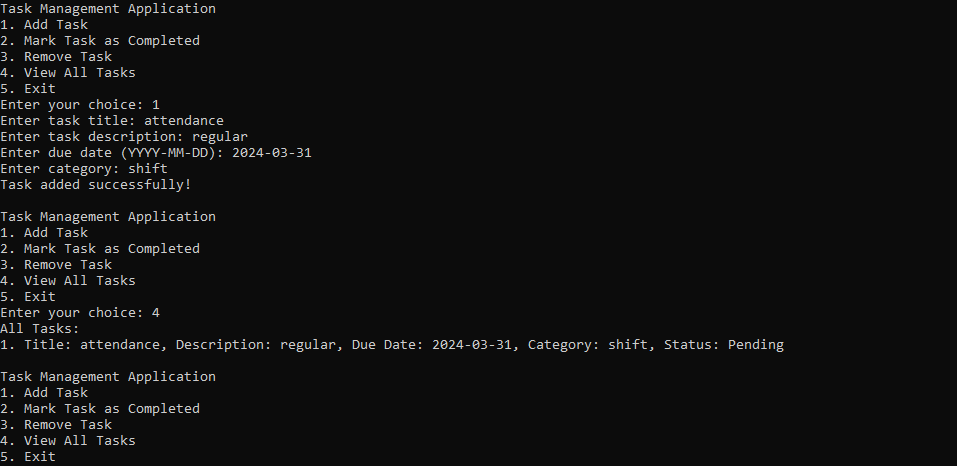 Task Management Application
1. Add Task
2. Mark Task as Completed
3. Remove Task
4. View All Tasks
5. Exit
Enter your choice: 1
Enter task title: attendance
Enter task description: regular
Enter due date (YYYY-MM-DD): 2024-03-31
Enter category: shift
Task added successfully!

Task Management Application
1. Add Task
2. Mark Task as Completed
3. Remove Task
4. View All Tasks
5. Exit
Enter your choice: 4
All Tasks:
1. Title: attendance, Description: regular, Due Date: 2024-03-31, Category: shift, Status: Pending

Task Management Application
1. Add Task
2. Mark Task as Completed
3. Remove Task
4. View All Tasks
5. Exit